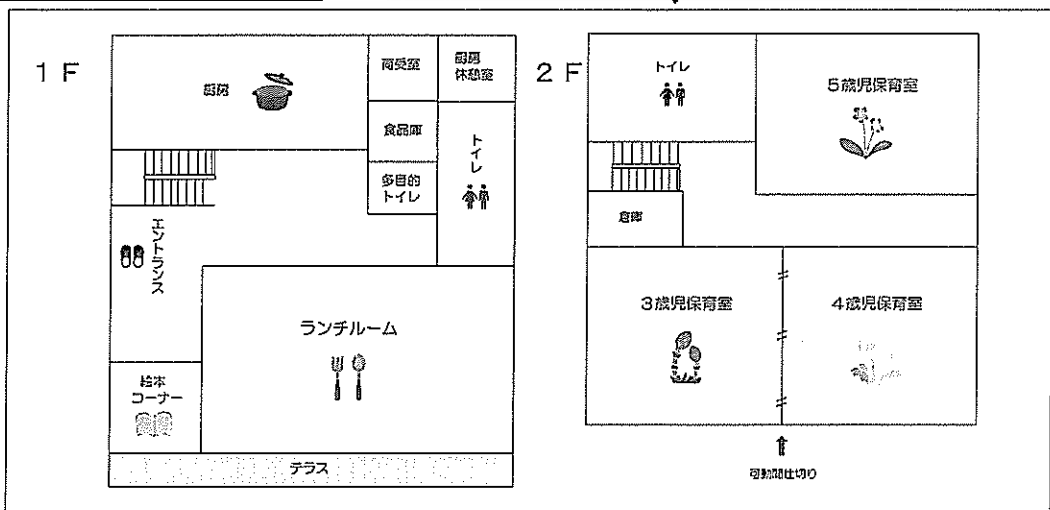 1F
厨房
荷受室
厨房
休憩室
食品庫
多目的
トイレ
トイレ
エントランス
ランチルーム
絵本
コーナー
テラス
2F
トイレ
5歳児保育室
倉庫
3歳児保育室
4歳児保育室
可動間仕切り